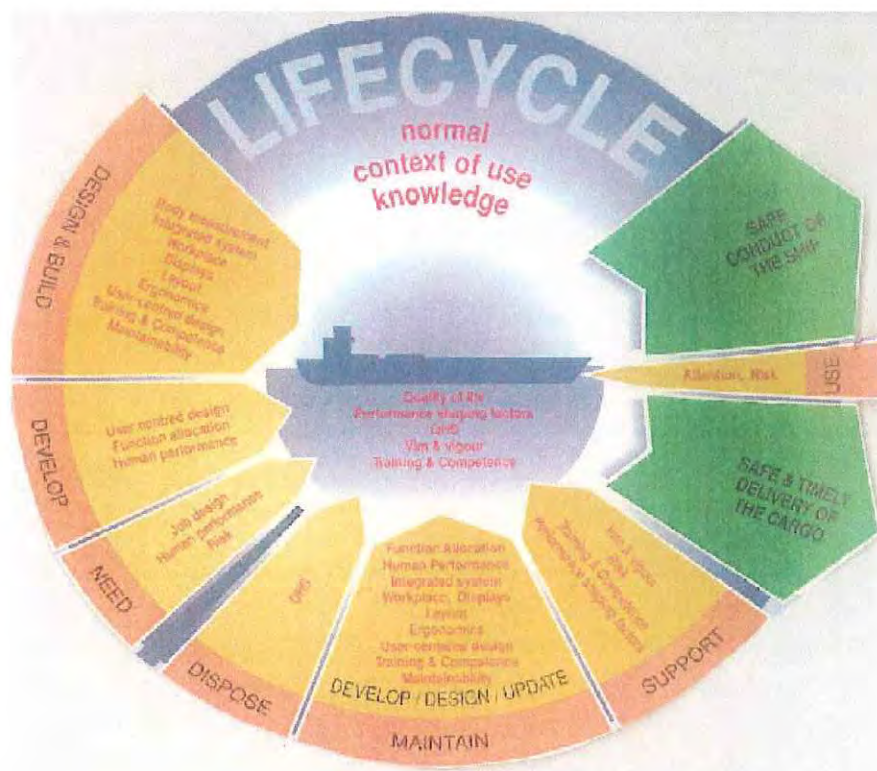 LIFECYCLE
normal
context of use
knowledge
DESIGN & BUILD
Body measurement
Integrated system
Workplace
Displays
Layout
Ergonomics
User-centred design
Training & Competence
Maintainability
SAFE
CONDUCT OF
THE SHIP
Attention, Risk
USE
SAFE & TIMELY
DELIVERY OF
THE CARGO
Quality of life
Performance shaping factors
OHS
Vim & vigour
Training & Competence
DEVELOP
User centred design
Function allocation
Human performance
NEED
Job design
Human performance
Risk
DISPOSE
OHS
Function Allocation
Human Performance
Integrated system
Workplace, Displays
Layout
Ergonomics
User-centered design
Training & Competence
Maintainability
DEVELOP / DESIGN / UPDATE
MAINTAIN
Vim & vigour
Risk
Training & Competence
Performance shaping factors
SUPPORT